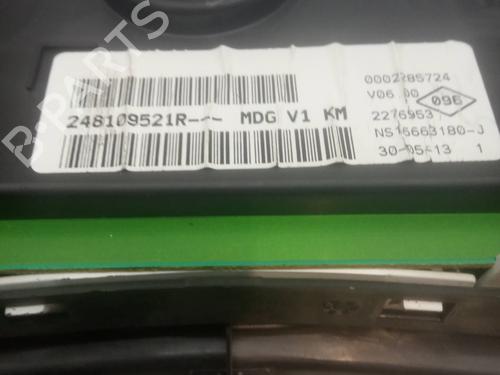 B-PARTS
248109521R--- MDG V1 KM
0002285724
V06.00
096
2276953
NS16663180-J
30-05-13 1